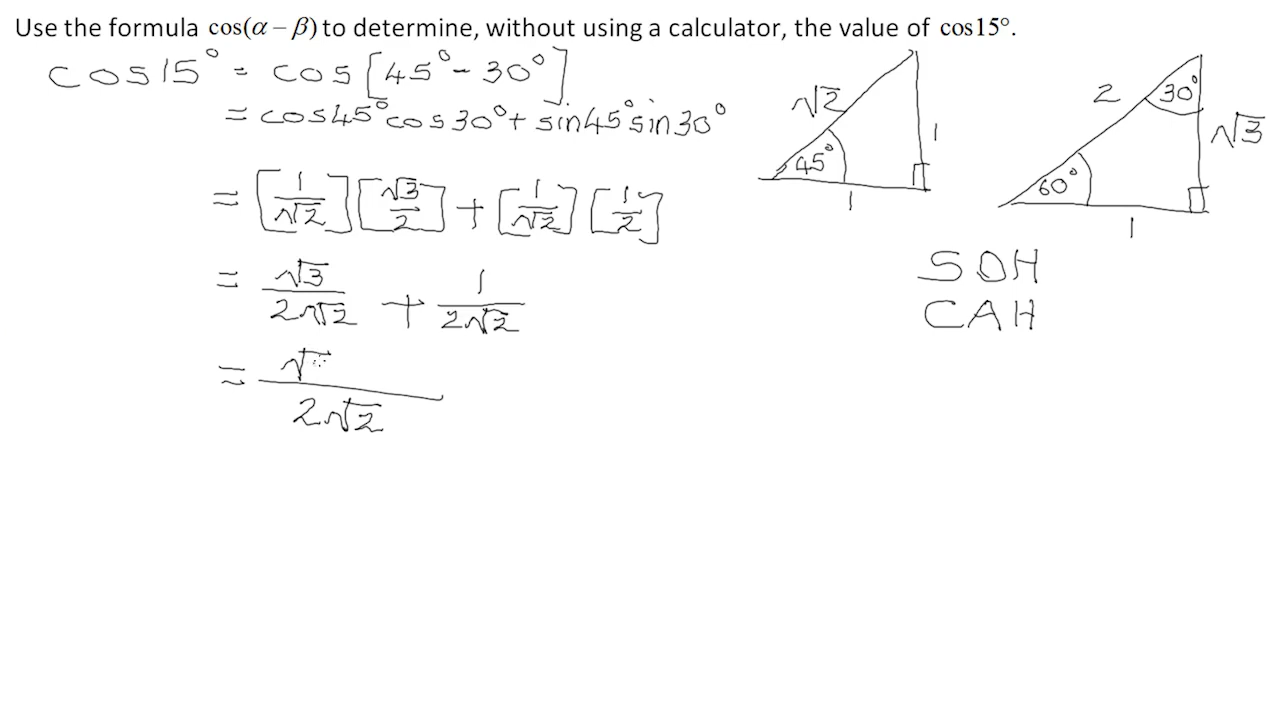 Use the formula cos(α − β) to determine, without using a calculator, the value of cos15°.
cos15° = cos[45° − 30°]
= cos45°cos30° + sin45°sin30°
= [1/√2][√3/2] + [1/√2][1/2]
= √3/2√2 + 1/2√2
= √/2√2
√2
1
45°
1
2
30°
√3
60°
1
SOH
CAH